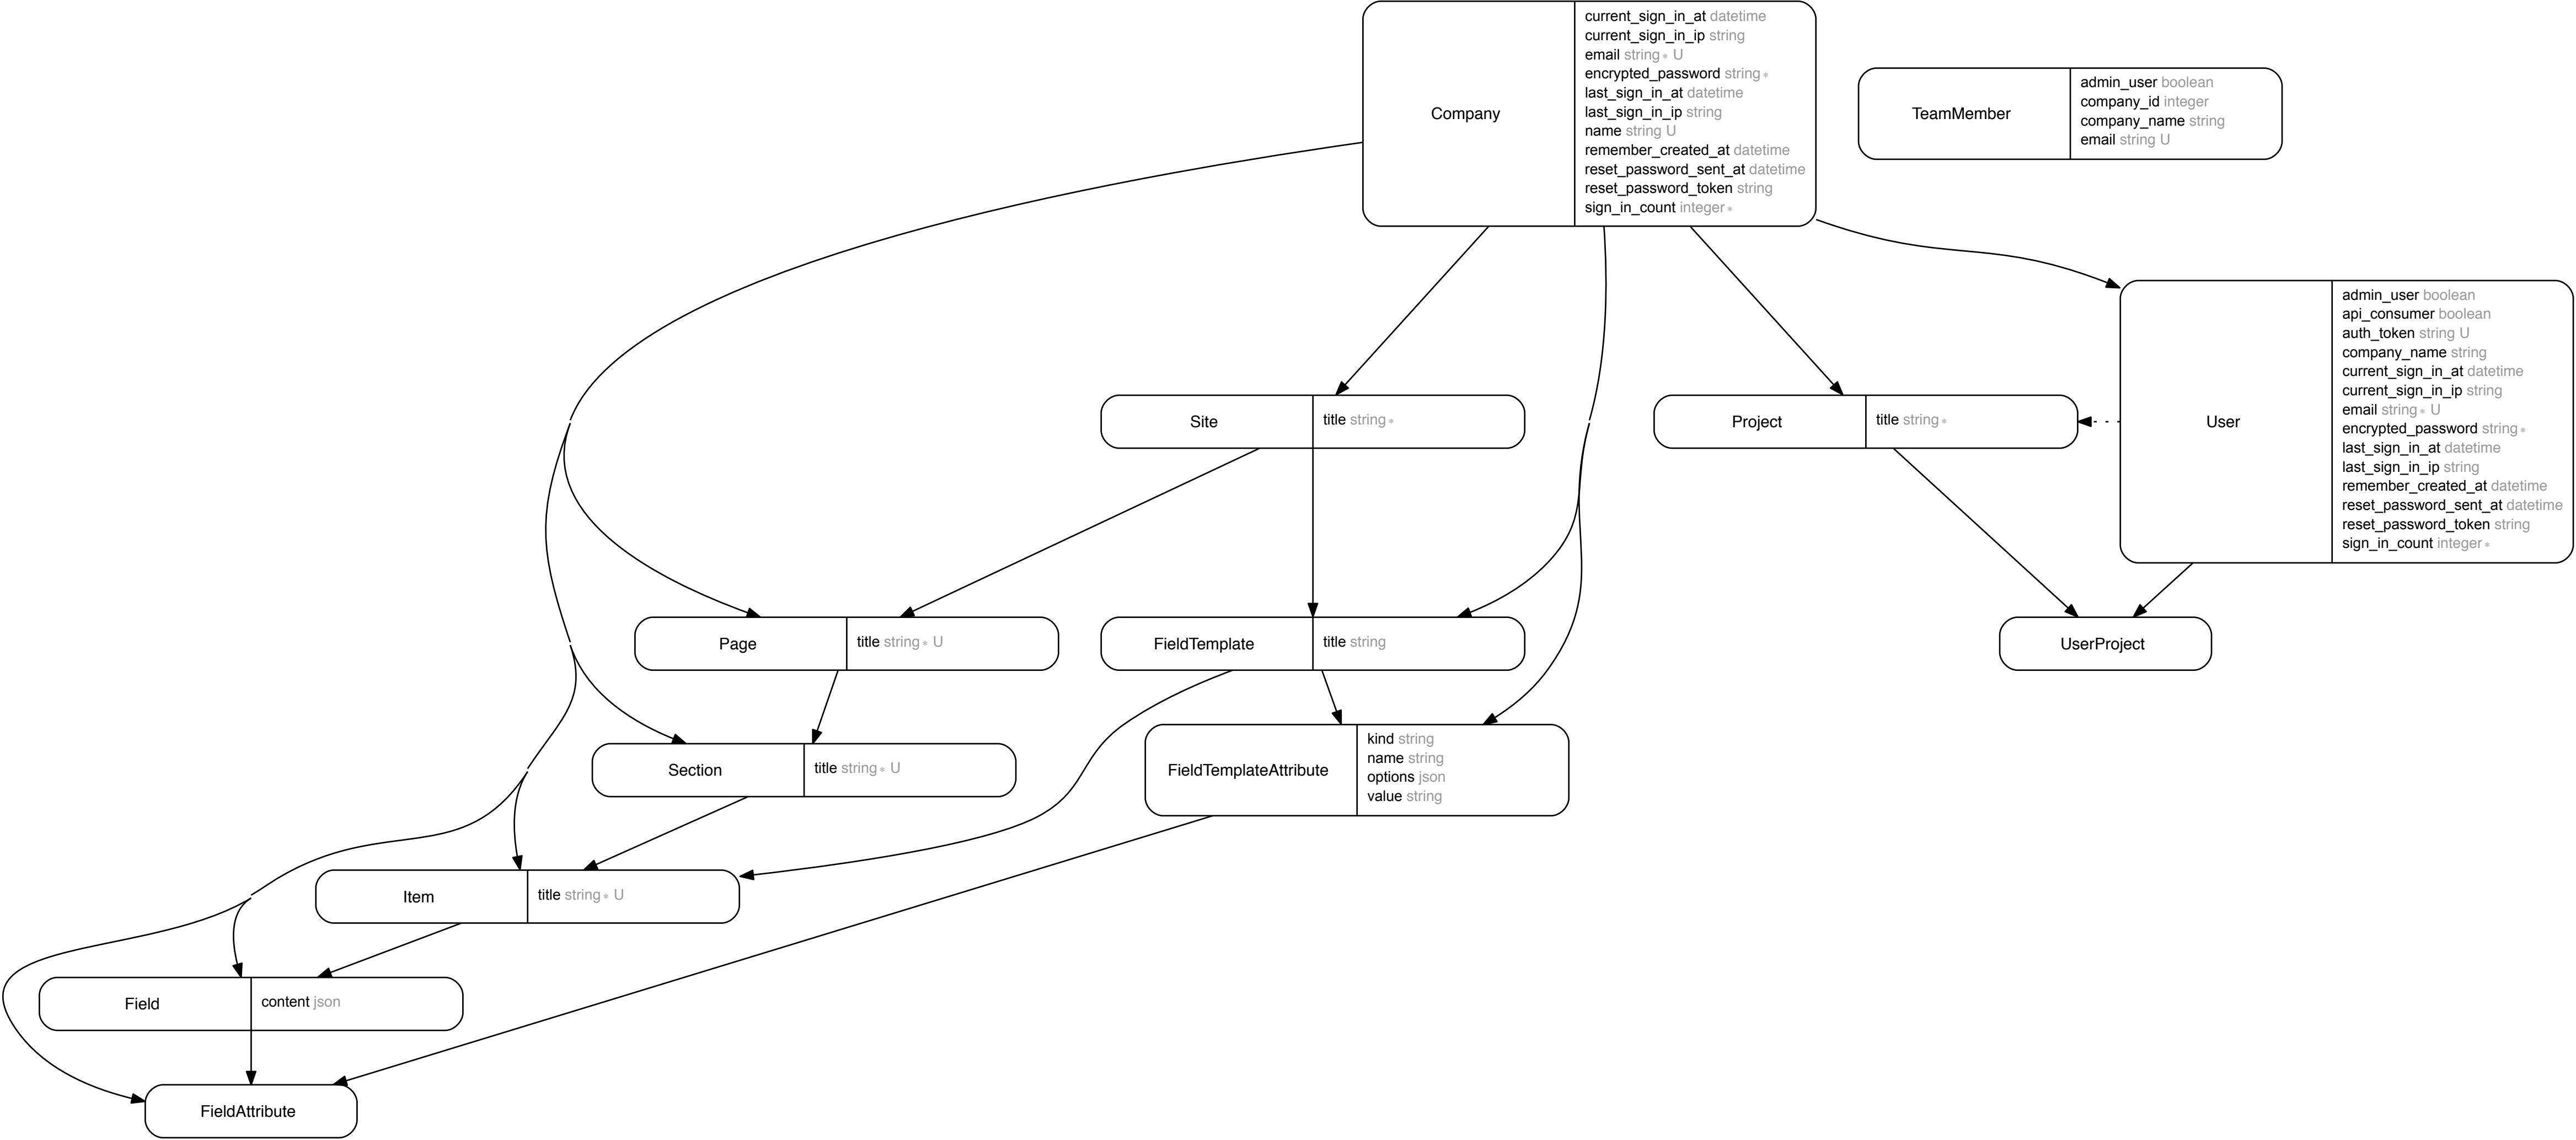 Company
current_sign_in_at datetime
current_sign_in_ip string
email string* U
encrypted_password string*
last_sign_in_at datetime
last_sign_in_ip string
name string U
remember_created_at datetime
reset_password_sent_at datetime
reset_password_token string
sign_in_count integer*
TeamMember
admin_user boolean
company_id integer
company_name string
email string U
User
admin_user boolean
api_consumer boolean
auth_token string U
company_name string
current_sign_in_at datetime
current_sign_in_ip string
email string* U
encrypted_password string*
last_sign_in_at datetime
last_sign_in_ip string
remember_created_at datetime
reset_password_sent_at datetime
reset_password_token string
sign_in_count integer*
Site
title string*
Project
title string*
Page
title string* U
FieldTemplate
title string
UserProject
Section
title string* U
FieldTemplateAttribute
kind string
name string
options json
value string
Item
title string* U
Field
content json
FieldAttribute